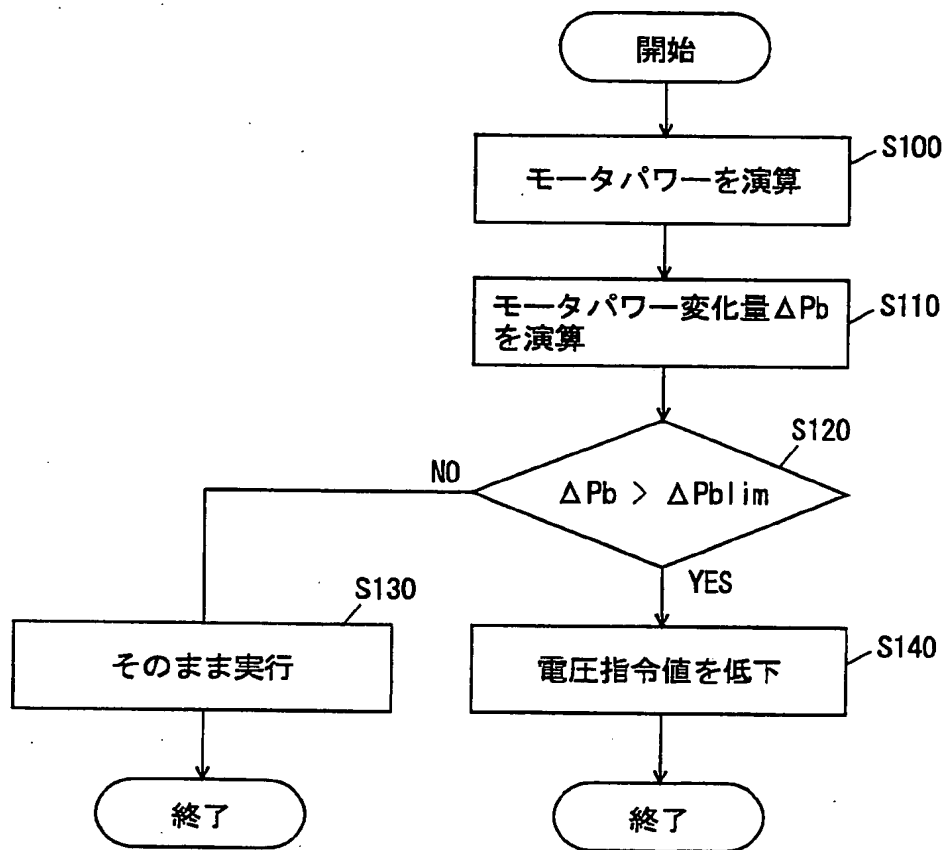 開始
S100
モータパワーを演算
モータパワー変化量ΔPb
を演算
S110
S120
NO
ΔPb > ΔPblim
YES
S130
そのまま実行
S140
電圧指令値を低下
終了
終了